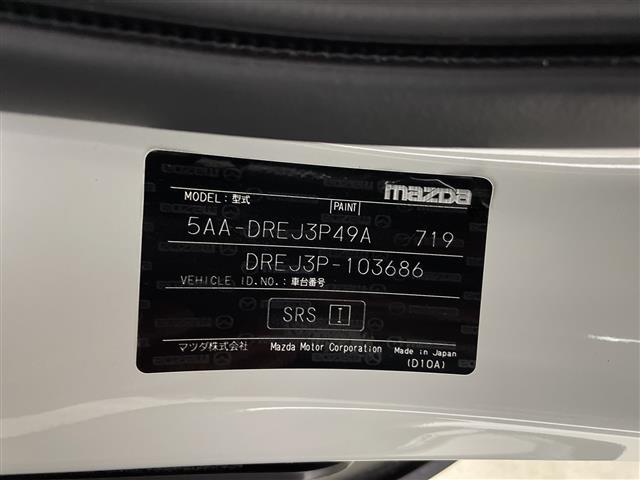 mazda
MODEL: 型式 PAINT
5AA-DREJ3P49A 719
DREJ3P-103686
VEHICLE ID.NO.: 車台番号
SRS I
マツダ株式会社 Mazda Motor Corporation Made in Japan
(D10A)